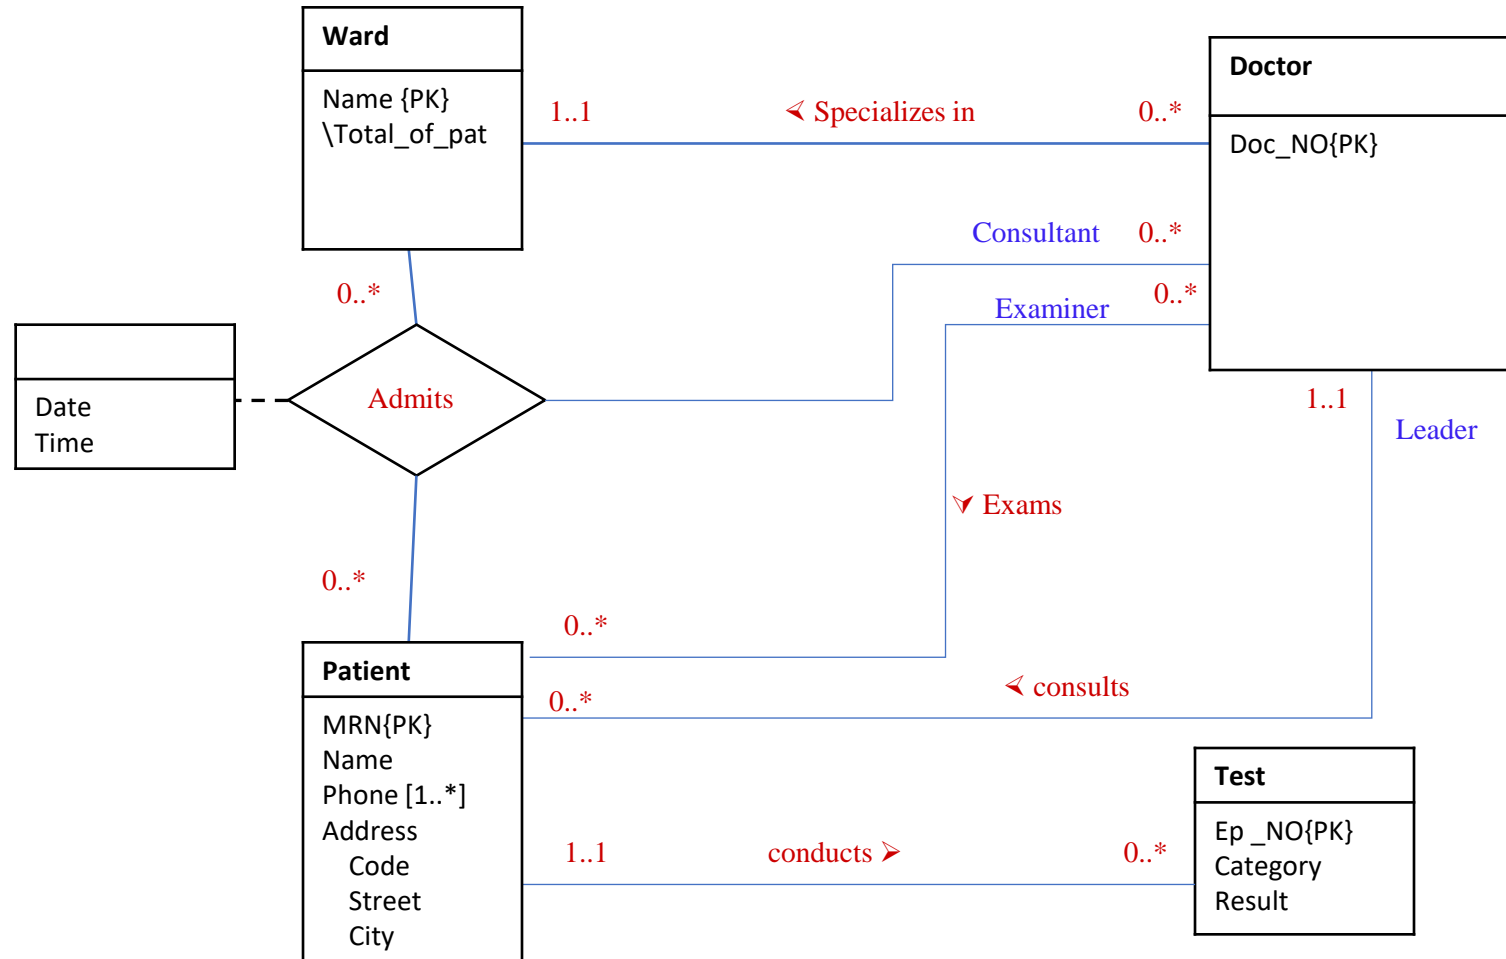 Ward
Name {PK}
\Total_of_pat
1..1
⮜ Specializes in
0..*
Doctor
Doc_NO{PK}
Consultant
0..*
Examiner
0..*
0..*
Date
Time
Admits
1..1
Leader
⮟ Exams
0..*
0..*
Patient
MRN{PK}
Name
Phone [1..*]
Address
Code
Street
City
0..*
⮜ consults
1..1
conducts ⮞
0..*
Test
Ep _NO{PK}
Category
Result